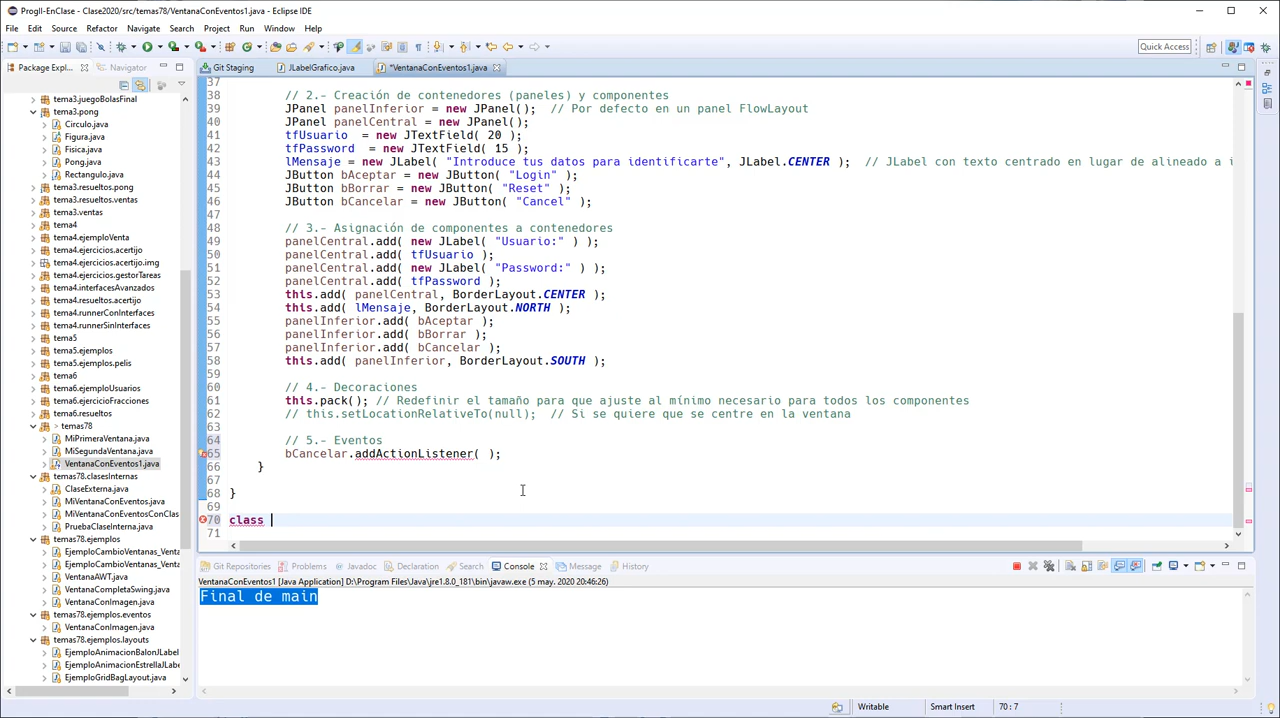 ProgII-EnClase - Clase2020/src/temas78/VentanaConEventos1.java - Eclipse IDE
File Edit Source Refactor Navigate Search Project Run Window Help
Quick Access
Package Expl... Navigator
Git Staging JLabelGrafico.java *VentanaConEventos1.java
tema3.juegoBolasFinal
tema3.pong
Circulo.java
Figura.java
Fisica.java
Pong.java
Rectangulo.java
tema3.resueltos.pong
tema3.resueltos.ventas
tema3.ventas
tema4
tema4.ejemploVenta
tema4.ejercicios.acertijo
tema4.ejercicios.acertijo.img
tema4.ejercicios.gestorTareas
tema4.interfacesAvanzados
tema4.resueltos.acertijo
tema4.runnerConInterfaces
tema4.runnerSinInterfaces
tema5
tema5.ejemplos
tema5.ejemplos.pelis
tema6
tema6.ejemploUsuarios
tema6.ejercicioFracciones
tema6.resueltos
> temas78
MiPrimeraVentana.java
MiSegundaVentana.java
VentanaConEventos1.java
temas78.clasesInternas
ClaseExterna.java
MiVentanaConEventos.java
MiVentanaConEventosConClas
PruebaClaseInterna.java
temas78.ejemplos
EjemploCambioVentanas_Venta
EjemploCambioVentanas_Venta
VentanaAWT.java
VentanaCompletaSwing.java
VentanaConImagen.java
temas78.ejemplos.eventos
VentanaConImagen.java
temas78.ejemplos.layouts
EjemploAnimacionBalonJLabel
EjemploAnimacionEstrellaJLabe
EjemploGridBagLayout.java
37
38 // 2.- Creación de contenedores (paneles) y componentes
39 JPanel panelInferior = new JPanel(); // Por defecto en un panel FlowLayout
40 JPanel panelCentral = new JPanel();
41 tfUsuario = new JTextField( 20 );
42 tfPassword = new JTextField( 15 );
43 lMensaje = new JLabel( "Introduce tus datos para identificarte", JLabel.CENTER ); // JLabel con texto centrado en lugar de alineado a i
44 JButton bAceptar = new JButton( "Login" );
45 JButton bBorrar = new JButton( "Reset" );
46 JButton bCancelar = new JButton( "Cancel" );
47
48 // 3.- Asignación de componentes a contenedores
49 panelCentral.add( new JLabel( "Usuario:" ) );
50 panelCentral.add( tfUsuario );
51 panelCentral.add( new JLabel( "Password:" ) );
52 panelCentral.add( tfPassword );
53 this.add( panelCentral, BorderLayout.CENTER );
54 this.add( lMensaje, BorderLayout.NORTH );
55 panelInferior.add( bAceptar );
56 panelInferior.add( bBorrar );
57 panelInferior.add( bCancelar );
58 this.add( panelInferior, BorderLayout.SOUTH );
59
60 // 4.- Decoraciones
61 this.pack(); // Redefinir el tamaño para que ajuste al mínimo necesario para todos los componentes
62 // this.setLocationRelativeTo(null); // Si se quiere que se centre en la ventana
63
64 // 5.- Eventos
65 bCancelar.addActionListener( );
66 }
67
68 }
69
70 class
71
Git Repositories Problems Javadoc Declaration Search Console Message History
VentanaConEventos1 [Java Application] D:\Program Files\Java\jre1.8.0_181\bin\javaw.exe (5 may. 2020 20:46:26)
Final de main
Writable Smart Insert 70 : 7